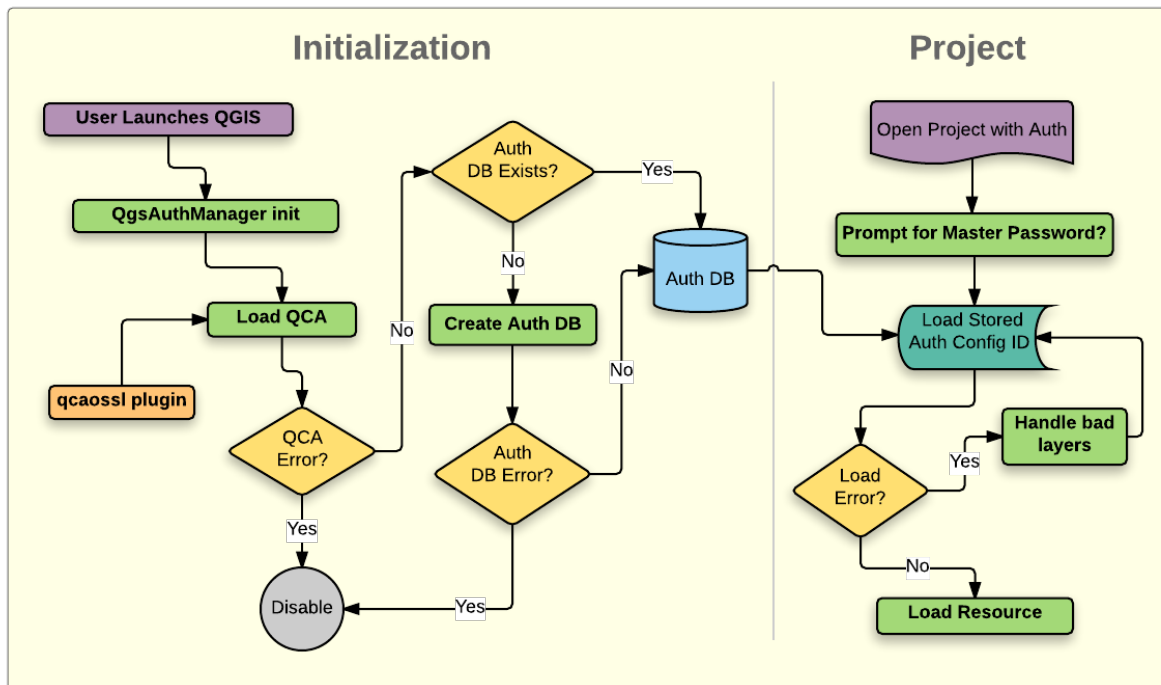 Initialization
Project
User Launches QGIS
QgsAuthManager init
Load QCA
qcaossl plugin
QCA
Error?
Yes
Disable
No
Auth
DB Exists?
Yes
No
Create Auth DB
Auth
DB Error?
Yes
No
Auth DB
Open Project with Auth
Prompt for Master Password?
Load Stored
Auth Config ID
Load
Error?
Yes
Handle bad
layers
No
Load Resource